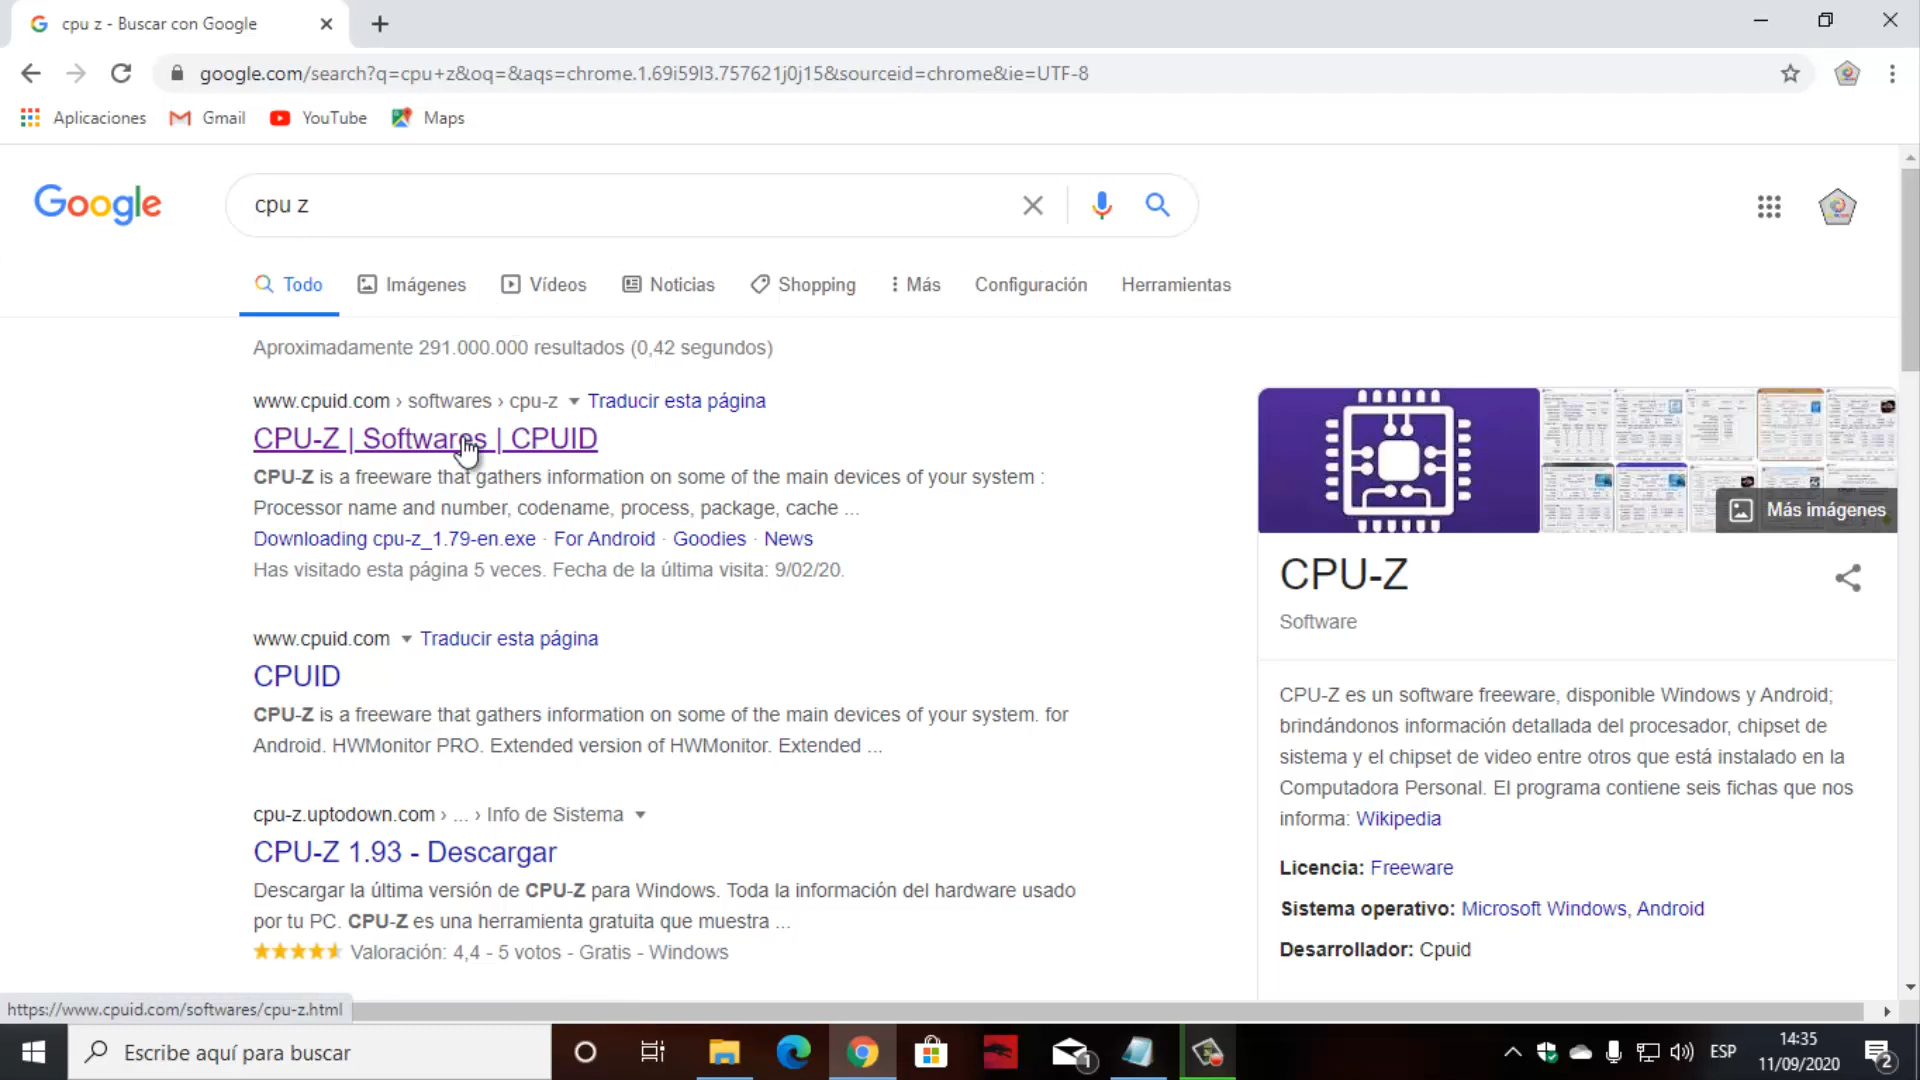 cpu z - Buscar con Google
google.com/search?q=cpu+z&oq=&aqs=chrome.1.69i59l3.757621j0j15&sourceid=chrome&ie=UTF-8
Aplicaciones Gmail YouTube Maps
Google
cpu z
Todo Imágenes Vídeos Noticias Shopping Más Configuración Herramientas
Aproximadamente 291.000.000 resultados (0,42 segundos)
www.cpuid.com › softwares › cpu-z Traducir esta página
CPU-Z | Softwares | CPUID
CPU-Z is a freeware that gathers information on some of the main devices of your system :
Processor name and number, codename, process, package, cache ...
Downloading cpu-z_1.79-en.exe · For Android · Goodies · News
Has visitado esta página 5 veces. Fecha de la última visita: 9/02/20.
www.cpuid.com Traducir esta página
CPUID
CPU-Z is a freeware that gathers information on some of the main devices of your system. for
Android. HWMonitor PRO. Extended version of HWMonitor. Extended ...
cpu-z.uptodown.com › ... › Info de Sistema
CPU-Z 1.93 - Descargar
Descargar la última versión de CPU-Z para Windows. Toda la información del hardware usado
por tu PC. CPU-Z es una herramienta gratuita que muestra ...
Valoración: 4,4 - 5 votos - Gratis - Windows
Más imágenes
CPU-Z
Software
CPU-Z es un software freeware, disponible Windows y Android;
brindándonos información detallada del procesador, chipset de
sistema y el chipset de video entre otros que está instalado en la
Computadora Personal. El programa contiene seis fichas que nos
informa: Wikipedia
Licencia: Freeware
Sistema operativo: Microsoft Windows, Android
Desarrollador: Cpuid
https://www.cpuid.com/softwares/cpu-z.html
Escribe aquí para buscar
1
ESP
14:35
11/09/2020
2